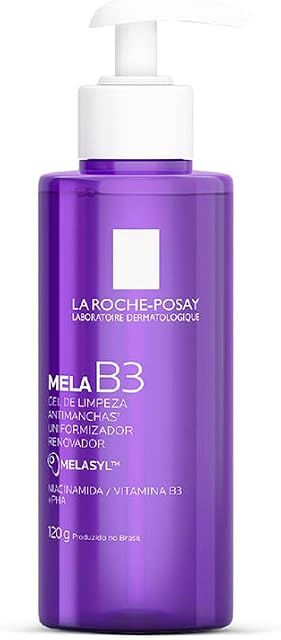 LA ROCHE-POSAY
LABORATOIRE DERMATOLOGIQUE
MELA B3
GEL DE LIMPEZA
ANTIMANCHAS¹
UNIFORMIZADOR
RENOVADOR
MELASYL™
NIACINAMIDA / VITAMINA B3
+PHA
120 g Produzido no Brasil